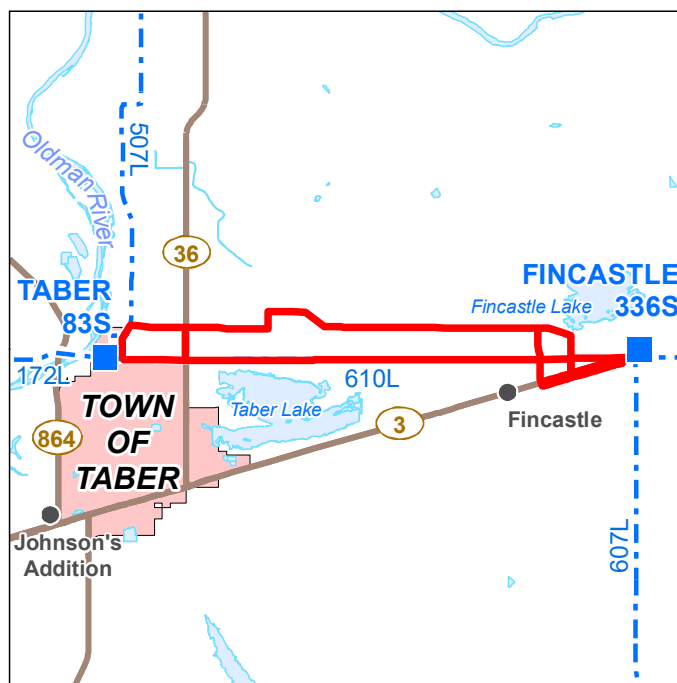 507L
Oldman River
36
TABER
83S
FINCASTLE
336S
Fincastle Lake
172L
610L
TOWN
OF
TABER
Taber Lake
864
3
Fincastle
Johnson's
Addition
607L